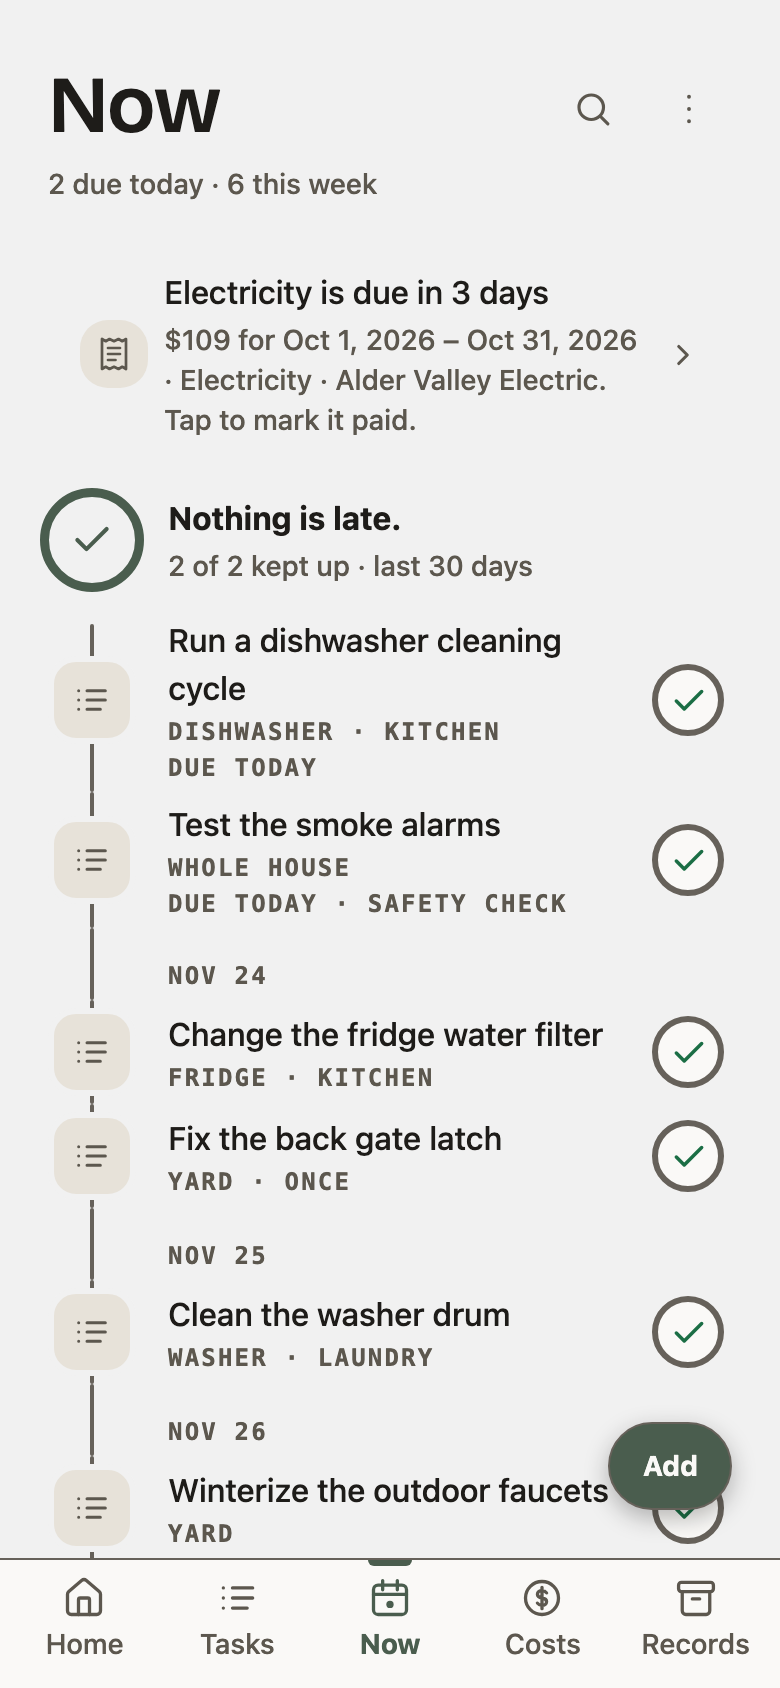 Now
2 due today · 6 this week
Electricity is due in 3 days
$109 for Oct 1, 2026 – Oct 31, 2026
· Electricity · Alder Valley Electric.
Tap to mark it paid.
Nothing is late.
2 of 2 kept up · last 30 days
Run a dishwasher cleaning
cycle
DISHWASHER · KITCHEN
DUE TODAY
Test the smoke alarms
WHOLE HOUSE
DUE TODAY · SAFETY CHECK
NOV 24
Change the fridge water filter
FRIDGE · KITCHEN
Fix the back gate latch
YARD · ONCE
NOV 25
Clean the washer drum
WASHER · LAUNDRY
NOV 26
Add
Winterize the outdoor faucets
YARD
Home
Tasks
Now
Costs
Records